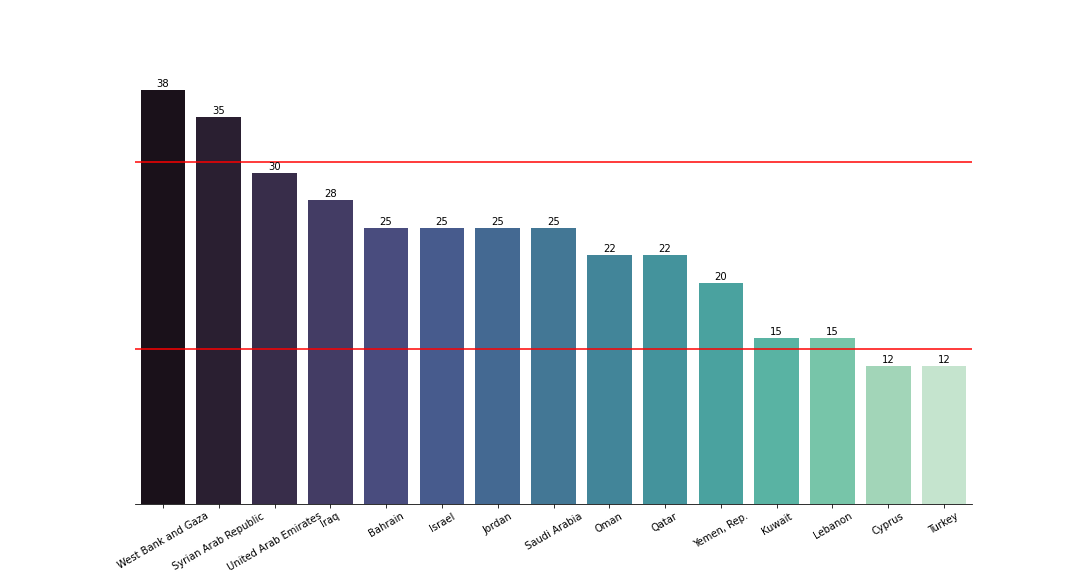 38
35
30
28
25
25
25
25
22
22
20
15
15
12
12
West Bank and Gaza
Syrian Arab Republic
United Arab Emirates
Iraq
Bahrain
Israel
Jordan
Saudi Arabia
Oman
Qatar
Yemen, Rep.
Kuwait
Lebanon
Cyprus
Turkey